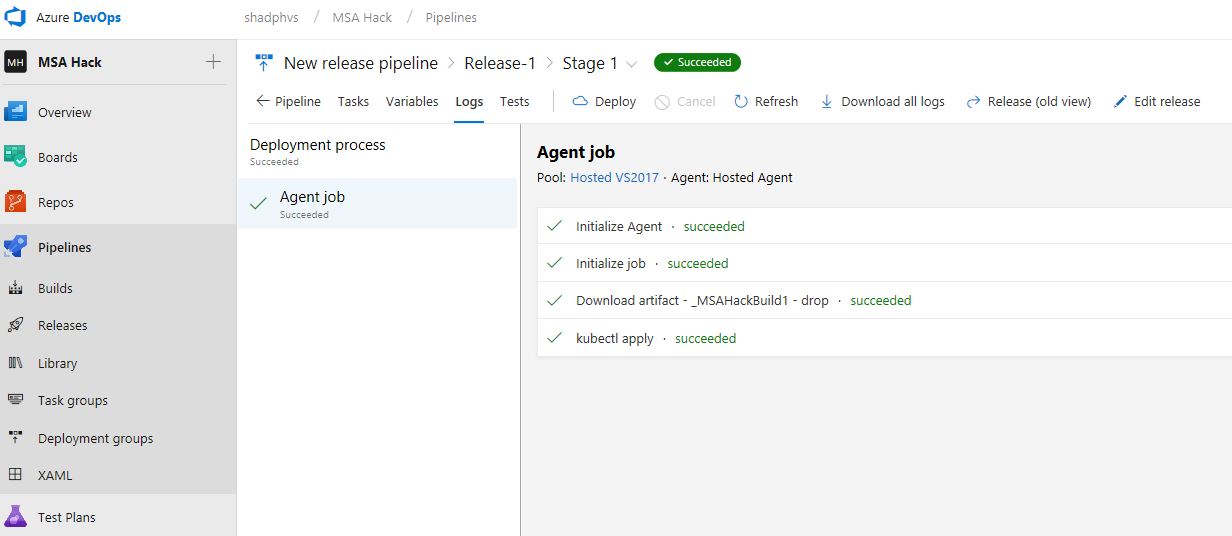 Azure DevOps
shadphvs / MSA Hack / Pipelines
MH MSA Hack
Overview
Boards
Repos
Pipelines
Builds
Releases
Library
Task groups
Deployment groups
XAML
Test Plans
New release pipeline > Release-1 > Stage 1 Succeeded
Pipeline Tasks Variables Logs Tests Deploy Cancel Refresh Download all logs Release (old view) Edit release
Deployment process
Succeeded
Agent job
Succeeded
Agent job
Pool: Hosted VS2017 · Agent: Hosted Agent
Initialize Agent · succeeded
Initialize job · succeeded
Download artifact - _MSAHackBuild1 - drop · succeeded
kubectl apply · succeeded